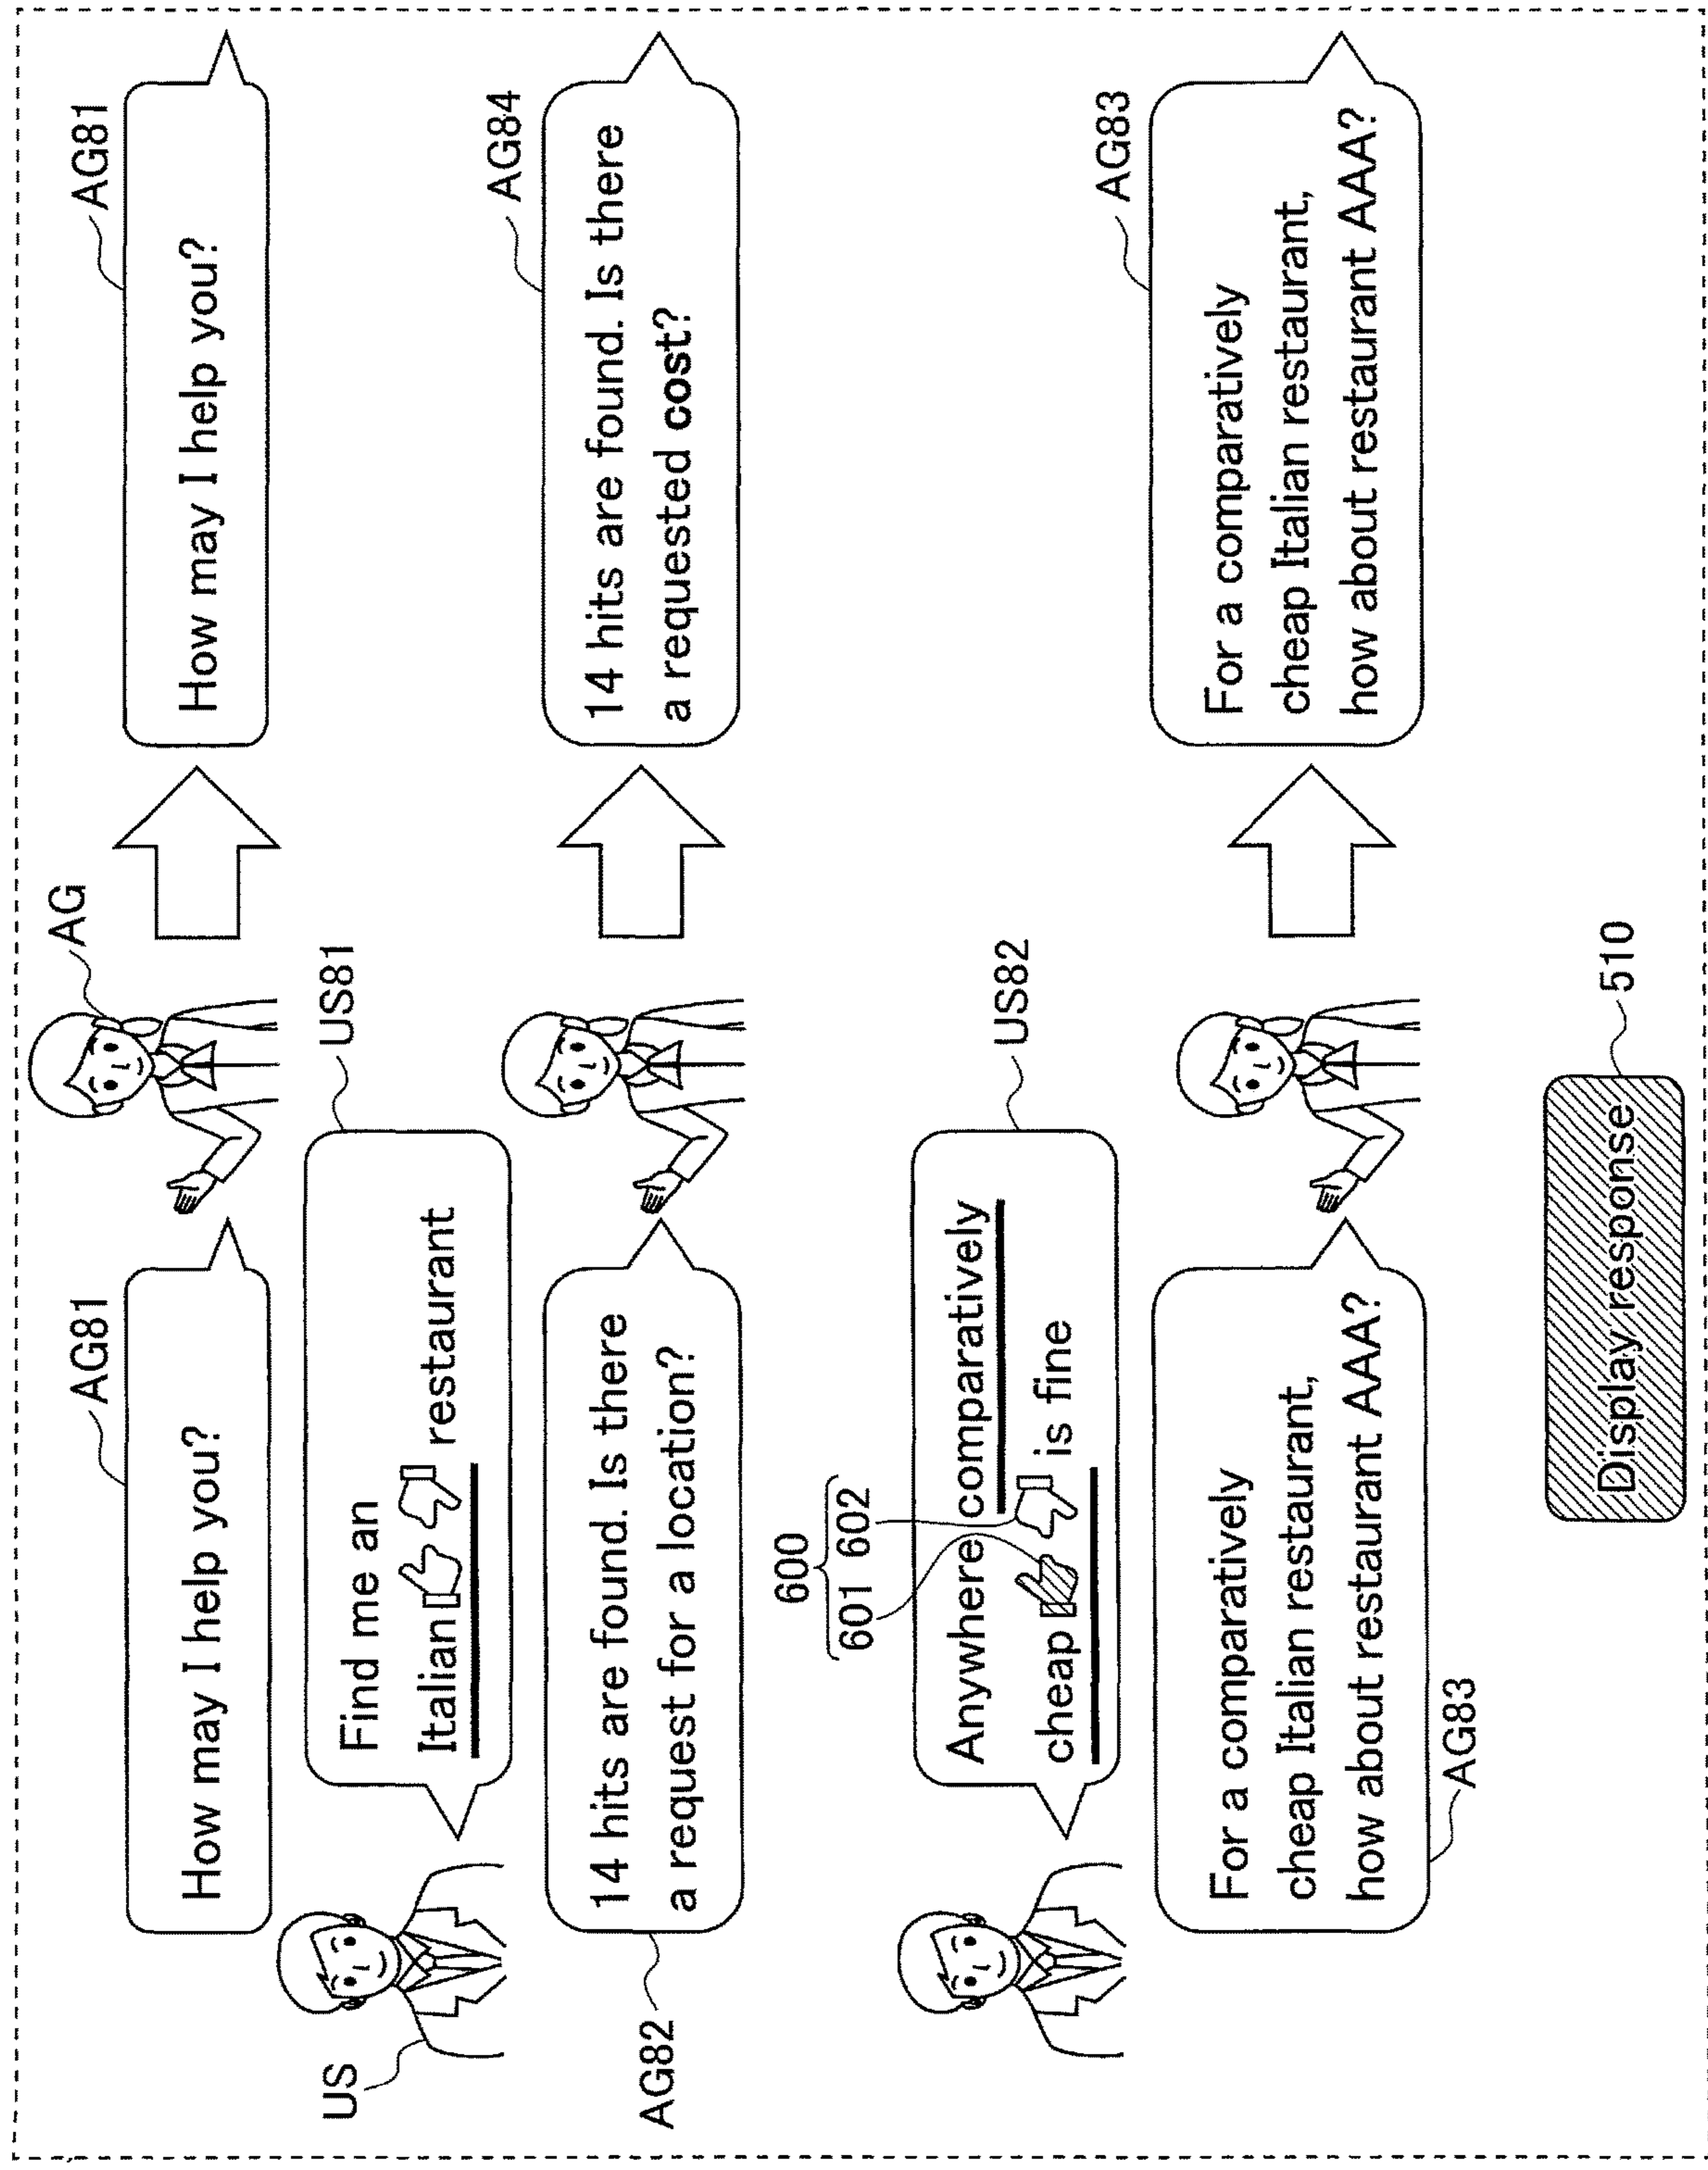 AG81
How may I help you?
AG
AG81
How may I help you?
US
US81
Find me an
Italian restaurant
AG82
14 hits are found. Is there
a request for a location?
AG84
14 hits are found. Is there
a requested cost?
600
601 602
US82
Anywhere comparatively
cheap is fine
AG83
For a comparatively
cheap Italian restaurant,
how about restaurant AAA?
AG83
For a comparatively
cheap Italian restaurant,
how about restaurant AAA?
Display response
510